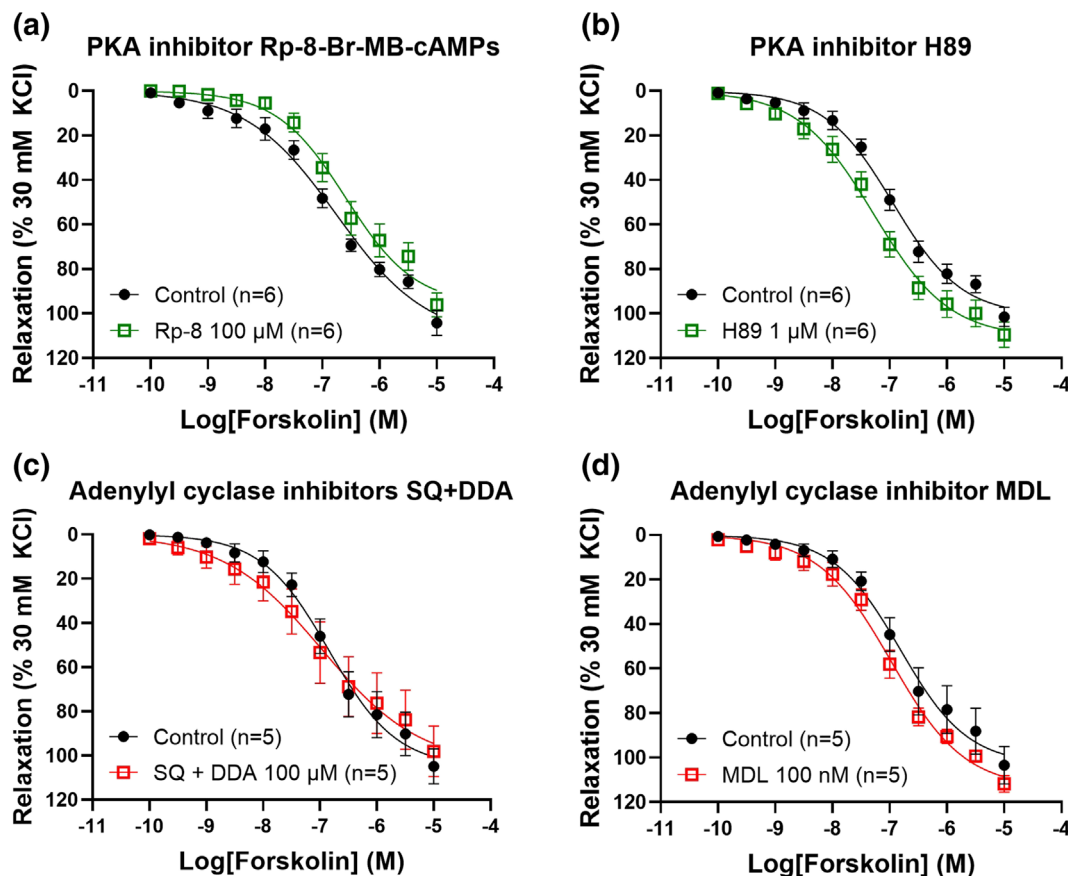 (a)
PKA inhibitor Rp-8-Br-MB-cAMPs
Relaxation (% 30 mM KCl)
0
20
40
60
80
100
120
Control (n=6)
Rp-8 100 µM (n=6)
-11 -10 -9 -8 -7 -6 -5 -4
Log[Forskolin] (M)
(b)
PKA inhibitor H89
Relaxation (% 30 mM KCl)
0
20
40
60
80
100
120
Control (n=6)
H89 1 µM (n=6)
-11 -10 -9 -8 -7 -6 -5 -4
Log[Forskolin] (M)
(c)
Adenylyl cyclase inhibitors SQ+DDA
Relaxation (% 30 mM KCl)
0
20
40
60
80
100
120
Control (n=5)
SQ + DDA 100 µM (n=5)
-11 -10 -9 -8 -7 -6 -5 -4
Log[Forskolin] (M)
(d)
Adenylyl cyclase inhibitor MDL
Relaxation (% 30 mM KCl)
0
20
40
60
80
100
120
Control (n=5)
MDL 100 nM (n=5)
-11 -10 -9 -8 -7 -6 -5 -4
Log[Forskolin] (M)